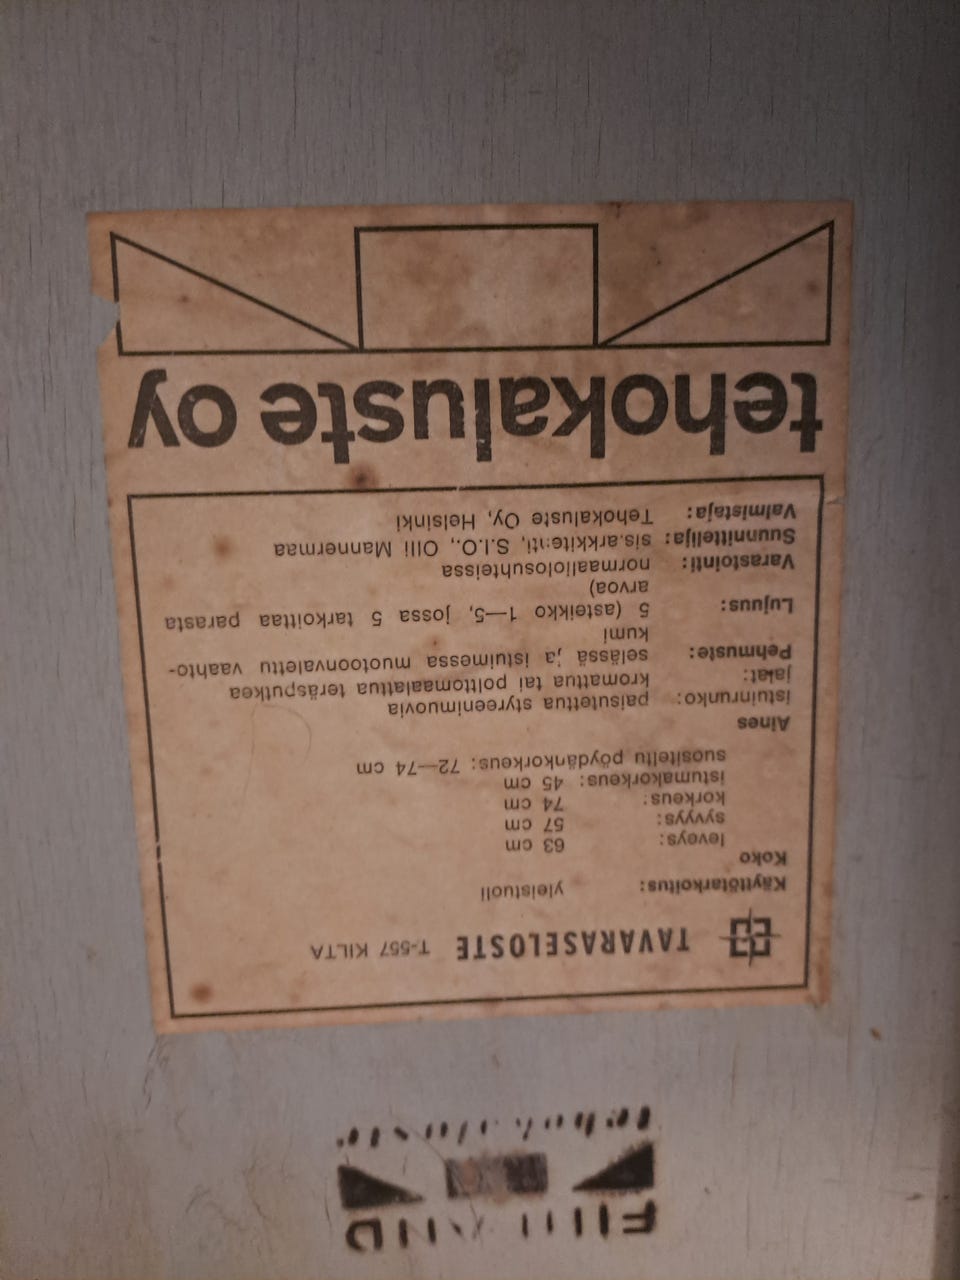 FINLAND
tehokaluste
TAVARASELOSTE T-557 KILTA
Käyttötarkoitus: yleistuoli
Koko
leveys: 63 cm
syvyys: 57 cm
korkeus: 74 cm
istumakorkeus: 45 cm
suositeltu pöydänkorkeus: 72—74 cm
Aines
istuinrunko: paisutettua styreenimuovia
jalat: kromattua tai polttomaalattua teräsputkea
Pehmuste: selässä ja istuimessa muotoonvalettu vaahto-
kumi
Lujuus: 5 (asteikko 1—5, jossa 5 tarkoittaa parasta
arvoa)
Varastointi: normaaliolosuhteissa
Suunnittelija: sis.arkkitehti, S.I.O., Olli Mannermaa
Valmistaja: Tehokaluste Oy, Helsinki
tehokaluste oy